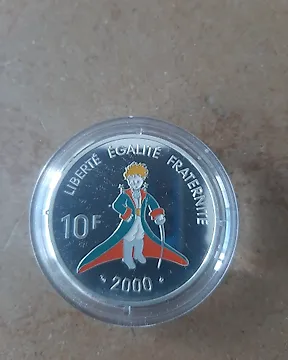 LIBERTÉ ÉGALITÉ FRATERNITÉ
10F
2000